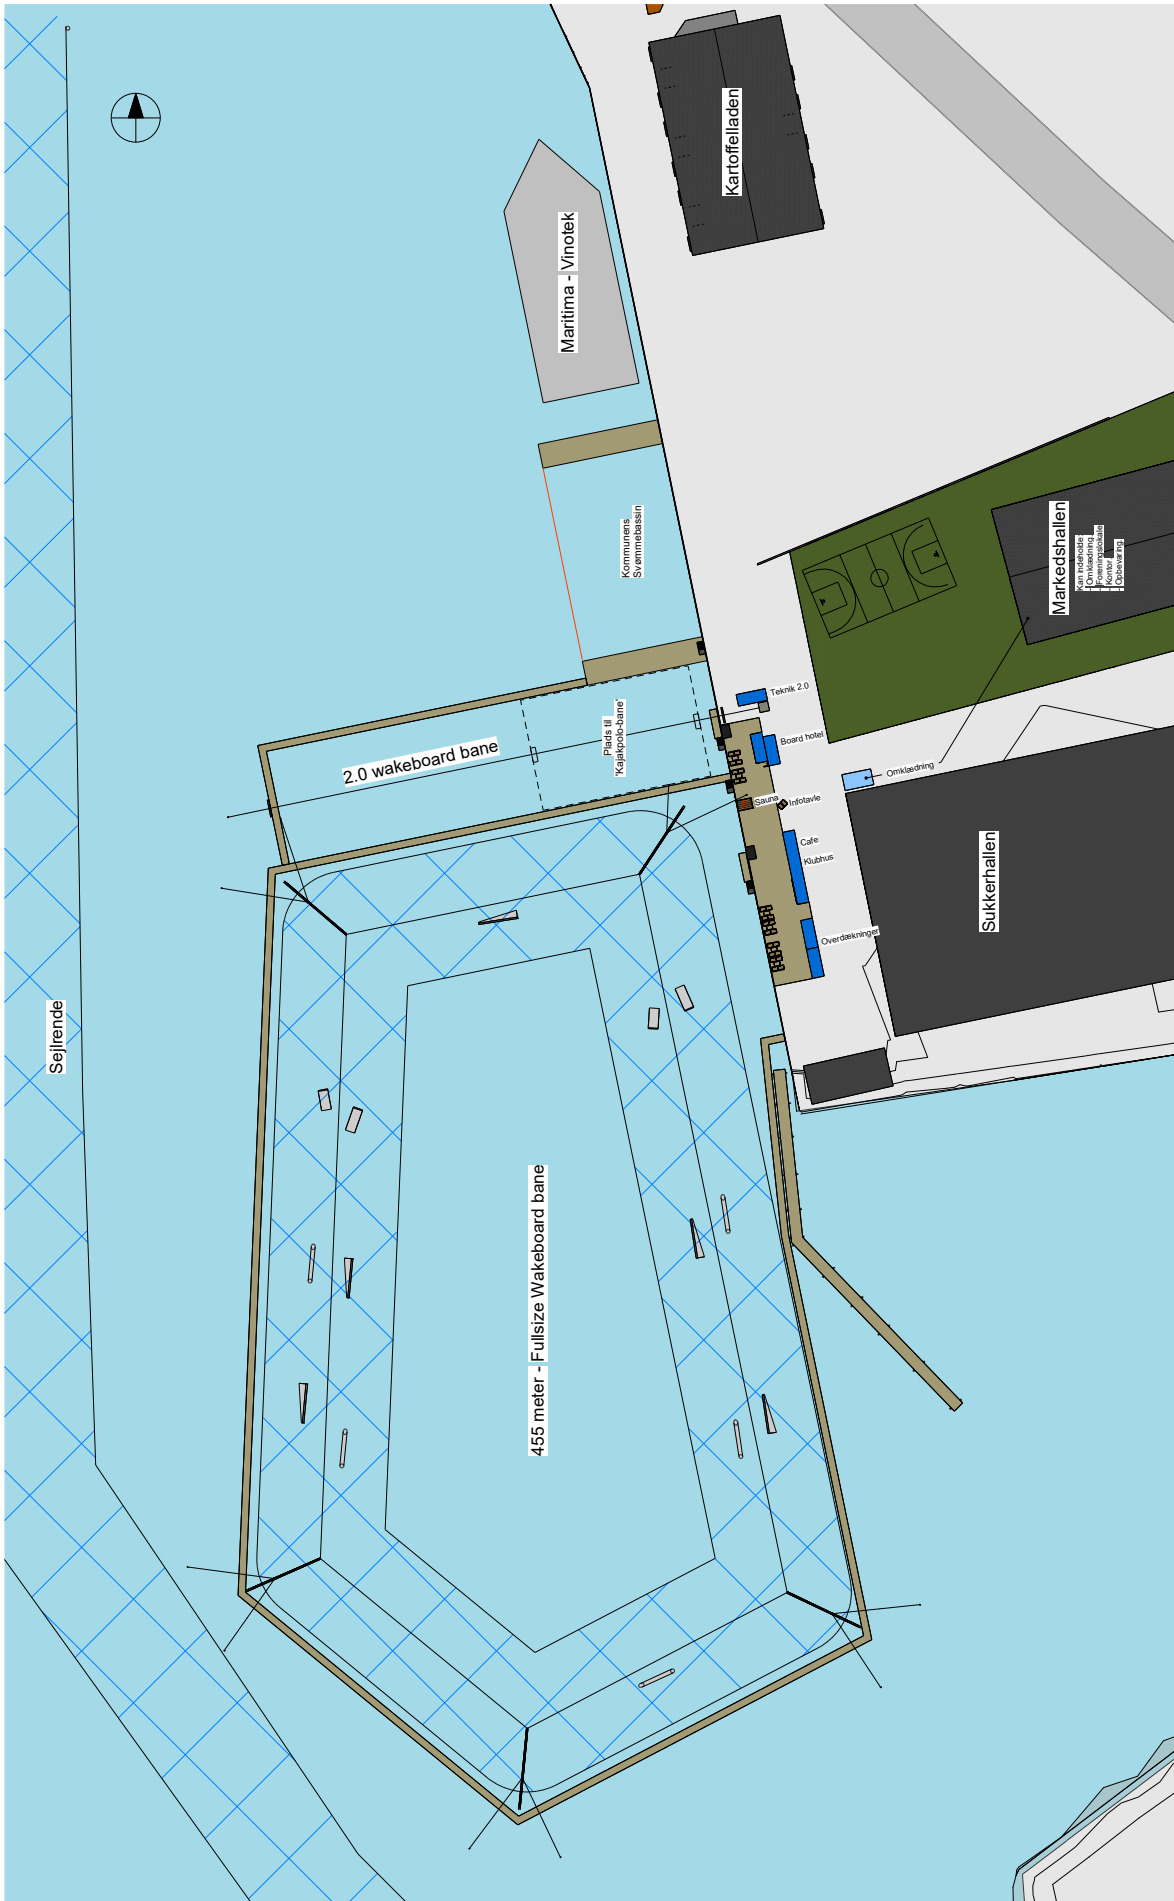 Kartoffelladen
Maritima - Vinotek
Kommunens
Svømmebassin
Markedshallen
Kan indeholde:
Omklædning
Foreningslokale
Kontor
Opbevaring.
Teknik 2.0
Plads til
'Kajakpolo-bane'
2.0 wakeboard bane
Board hotel
Omklædning
Sauna
Infotavle
Cafe
Klubhus
Overdækninger
Sukkerhallen
Sejlrende
455 meter - Fullsize Wakeboard bane